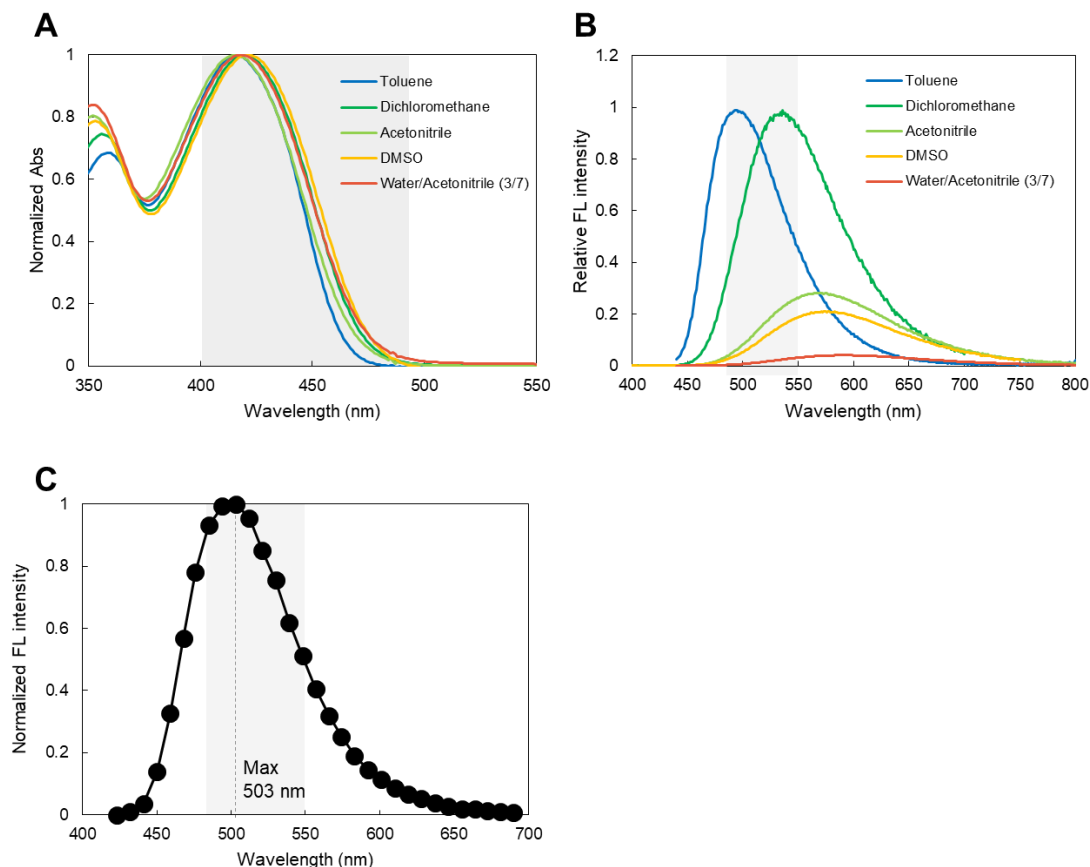 A
Normalized Abs
1
0.8
0.6
0.4
0.2
0
350
400
450
500
550
Wavelength (nm)
Toluene
Dichloromethane
Acetonitrile
DMSO
Water/Acetonitrile (3/7)
B
Relative FL intensity
1.2
1
0.8
0.6
0.4
0.2
0
400
450
500
550
600
650
700
750
800
Wavelength (nm)
Toluene
Dichloromethane
Acetonitrile
DMSO
Water/Acetonitrile (3/7)
C
Normalized FL intensity
1
0.8
0.6
0.4
0.2
0
400
450
500
550
600
650
700
Wavelength (nm)
Max
503 nm